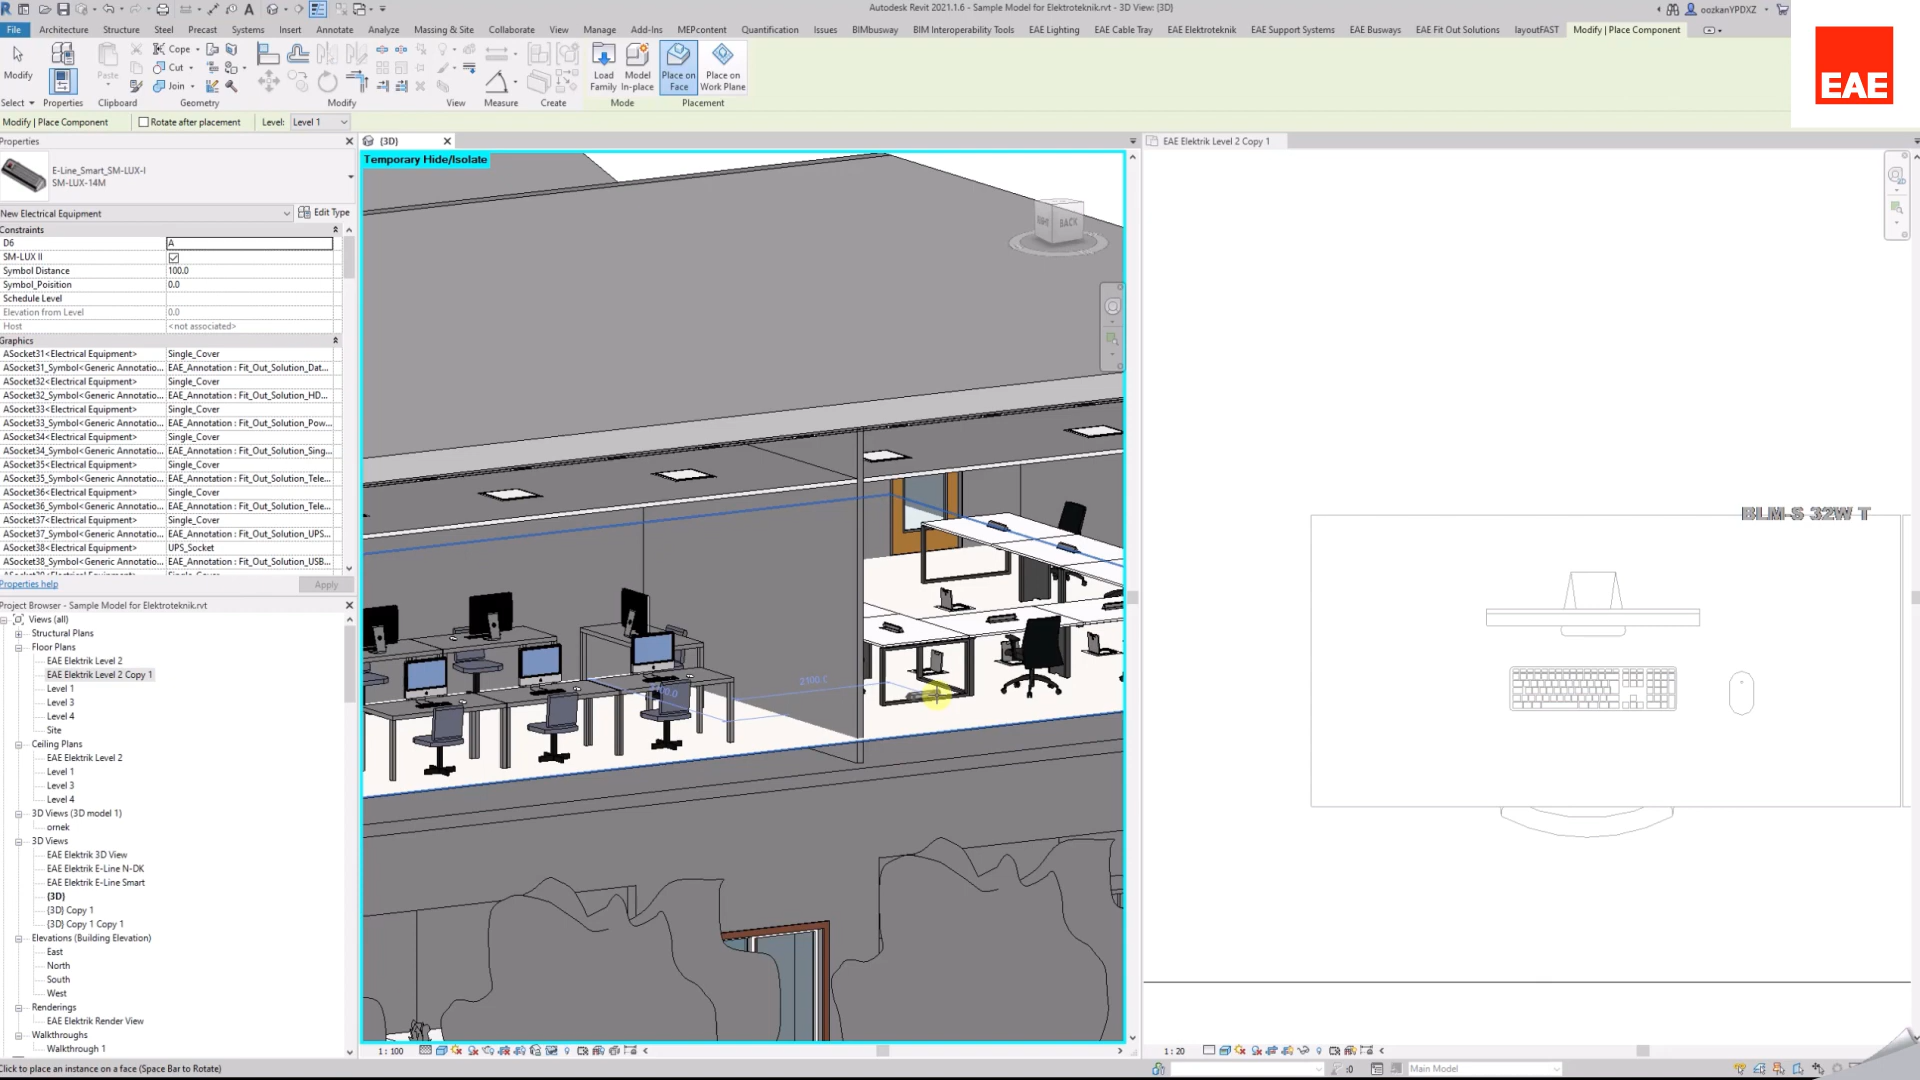 Autodesk Revit 2021.1.6 - Sample Model for Elektroteknik.rvt - 3D View: {3D}
oozkanYPDXZ
File Architecture Structure Steel Precast Systems Insert Annotate Analyze Massing & Site Collaborate View Manage Add-Ins MEPcontent Quantification Issues BIMbusway BIM Interoperability Tools EAE Lighting EAE Cable Tray EAE Elektroteknik EAE Support Systems EAE Busways EAE Fit Out Solutions layoutFAST Modify | Place Component
EAE
Modify Paste Cope Cut Join
Load Family
Model In-place
Place on Face
Place on Work Plane
Select Properties Clipboard Geometry Modify View Measure Create Mode Placement
Modify | Place Component Rotate after placement Level: Level 1
Properties
{3D}
EAE Elektrik Level 2 Copy 1
Temporary Hide/Isolate
E-Line_Smart_SM-LUX-I
SM-LUX-14M
New Electrical Equipment Edit Type
Constraints
D6 A
SM-LUX II
Symbol Distance 100.0
Symbol_Poisition 0.0
Schedule Level
Elevation from Level 0.0
Host <not associated>
Graphics
ASocket31<Electrical Equipment> Single_Cover
ASocket31_Symbol<Generic Annotatio... EAE_Annotation : Fit_Out_Solution_Dat...
ASocket32<Electrical Equipment> Single_Cover
ASocket32_Symbol<Generic Annotatio... EAE_Annotation : Fit_Out_Solution_HD...
ASocket33<Electrical Equipment> Single_Cover
ASocket33_Symbol<Generic Annotatio... EAE_Annotation : Fit_Out_Solution_Pow...
ASocket34<Electrical Equipment> Single_Cover
ASocket34_Symbol<Generic Annotatio... EAE_Annotation : Fit_Out_Solution_Sing...
ASocket35<Electrical Equipment> Single_Cover
ASocket35_Symbol<Generic Annotatio... EAE_Annotation : Fit_Out_Solution_Tele...
ASocket36<Electrical Equipment> Single_Cover
ASocket36_Symbol<Generic Annotatio... EAE_Annotation : Fit_Out_Solution_Tele...
ASocket37<Electrical Equipment> Single_Cover
ASocket37_Symbol<Generic Annotatio... EAE_Annotation : Fit_Out_Solution_UPS...
ASocket38<Electrical Equipment> UPS_Socket
ASocket38_Symbol<Generic Annotatio... EAE_Annotation : Fit_Out_Solution_USB...
Properties help Apply
Project Browser - Sample Model for Elektroteknik.rvt
Views (all)
Structural Plans
Floor Plans
EAE Elektrik Level 2
EAE Elektrik Level 2 Copy 1
Level 1
Level 3
Level 4
Site
Ceiling Plans
EAE Elektrik Level 2
Level 1
Level 3
Level 4
3D Views (3D model 1)
ornek
3D Views
EAE Elektrik 3D View
EAE Elektrik E-Line N-DK
EAE Elektrik E-Line Smart
{3D}
{3D} Copy 1
{3D} Copy 1 Copy 1
Elevations (Building Elevation)
East
North
South
West
Renderings
EAE Elektrik Render View
Walkthroughs
Walkthrough 1
BACK
BLM-S 32W T
1 : 100
1 : 20
Click to place an instance on a face (Space Bar to Rotate)
:0
Main Model